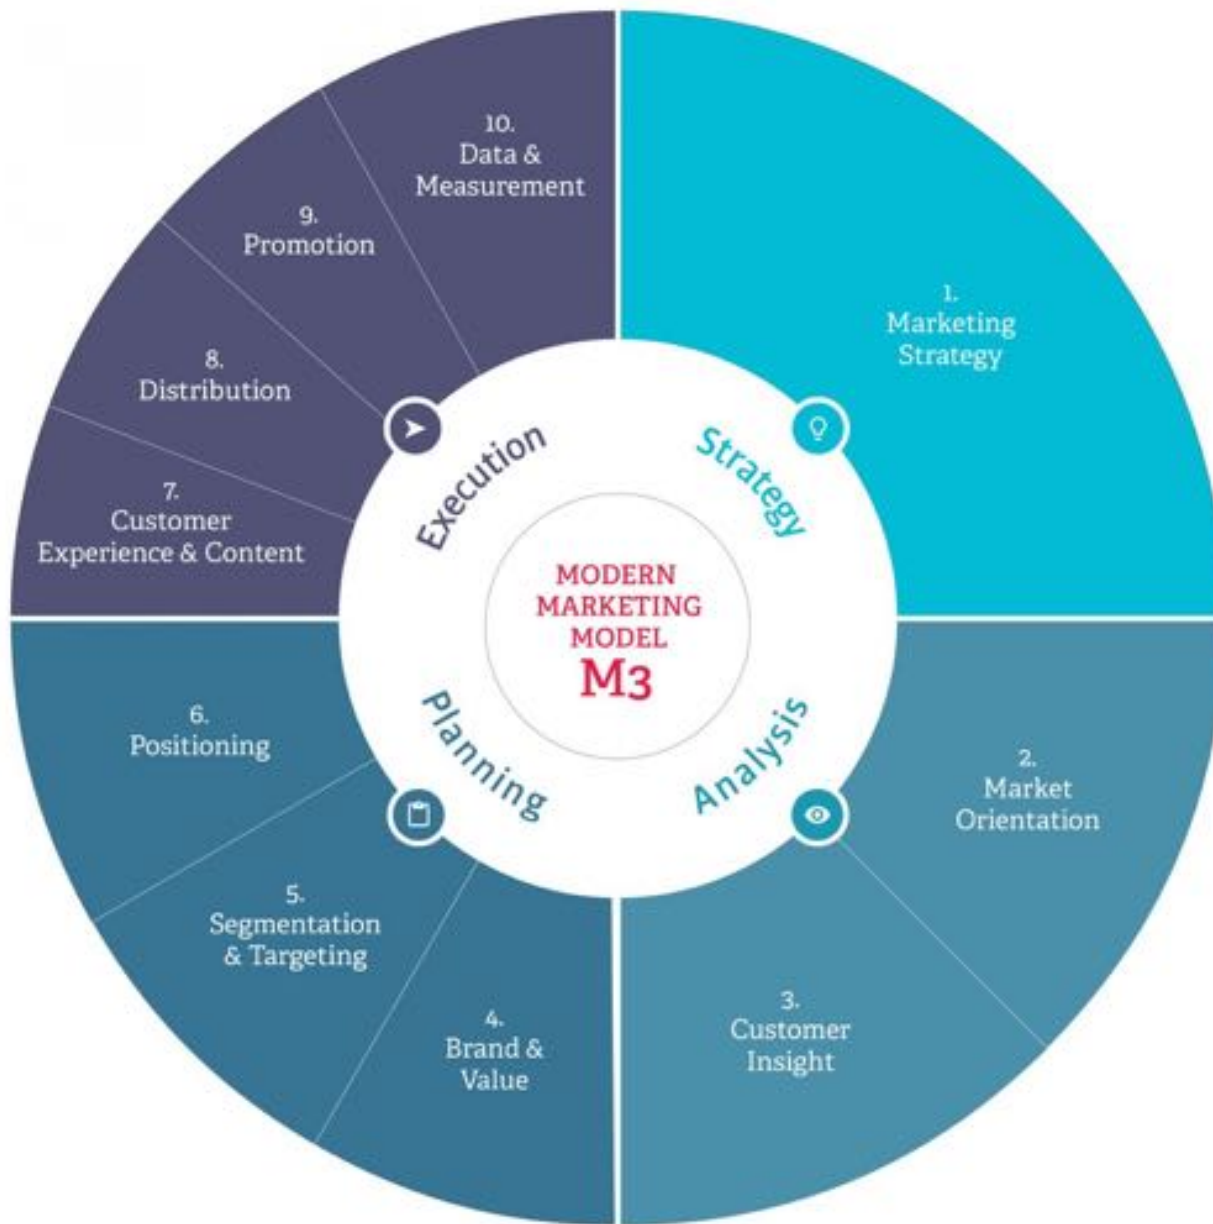 MODERN
MARKETING
MODEL
M3
Strategy
1.
Marketing
Strategy
Analysis
2.
Market
Orientation
3.
Customer
Insight
Planning
4.
Brand &
Value
5.
Segmentation
& Targeting
6.
Positioning
Execution
7.
Customer
Experience & Content
8.
Distribution
9.
Promotion
10.
Data &
Measurement